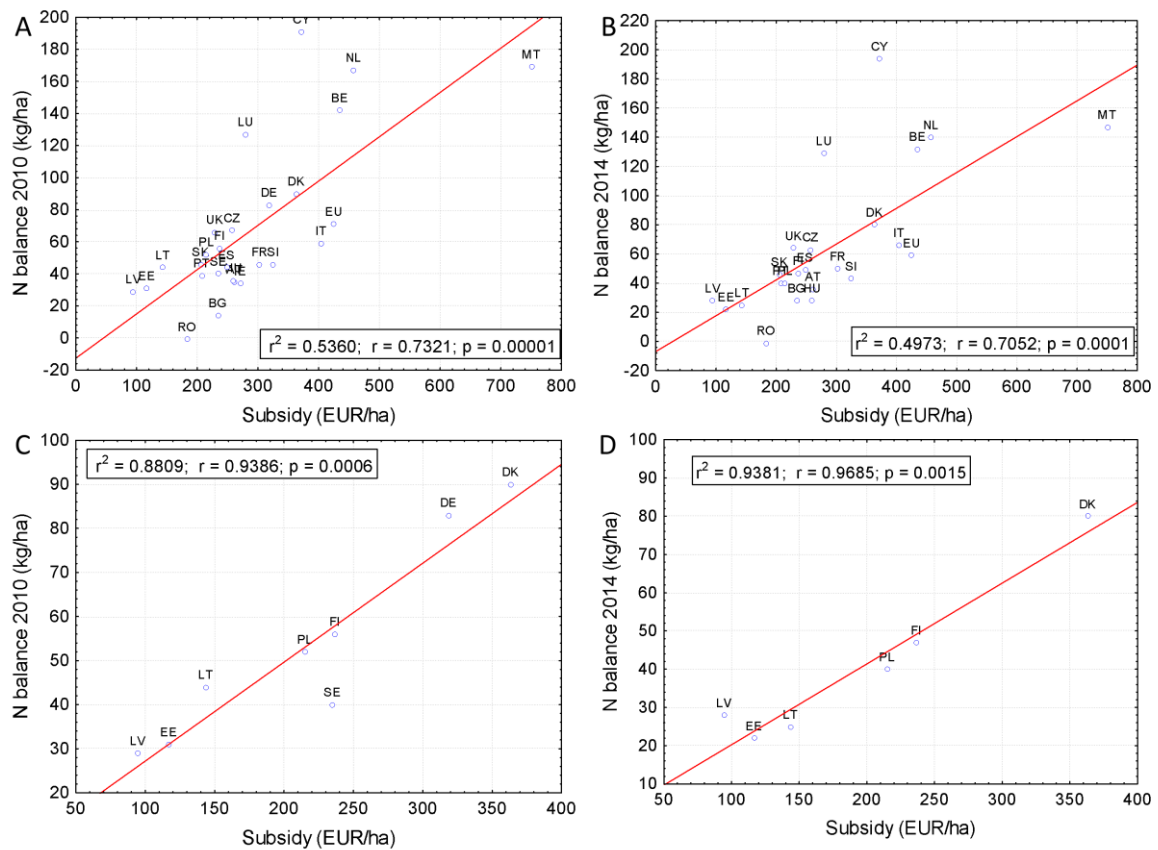 A
N balance 2010 (kg/ha)
200
180
160
140
120
100
80
60
40
20
0
-20
CY
NL
MT
BE
LU
DK
DE
EU
UK
CZ
IT
PL
FI
SK
ES
LT
PT
SE
FR
SI
EE
LV
BG
RO
r² = 0.5360; r = 0.7321; p = 0.00001
0 100 200 300 400 500 600 700 800
Subsidy (EUR/ha)
B
N balance 2014 (kg/ha)
220
200
180
160
140
120
100
80
60
40
20
0
-20
CY
MT
NL
BE
LU
DK
UK
CZ
IT
EU
SK
ES
FR
SI
AT
BG
HU
LV
EE
LT
RO
r² = 0.4973; r = 0.7052; p = 0.0001
0 100 200 300 400 500 600 700 800
Subsidy (EUR/ha)
C
N balance 2010 (kg/ha)
100
90
80
70
60
50
40
30
20
r² = 0.8809; r = 0.9386; p = 0.0006
DK
DE
FI
PL
LT
SE
EE
LV
50 100 150 200 250 300 350 400
Subsidy (EUR/ha)
D
N balance 2014 (kg/ha)
100
90
80
70
60
50
40
30
20
10
r² = 0.9381; r = 0.9685; p = 0.0015
DK
FI
PL
LV
LT
EE
50 100 150 200 250 300 350 400
Subsidy (EUR/ha)